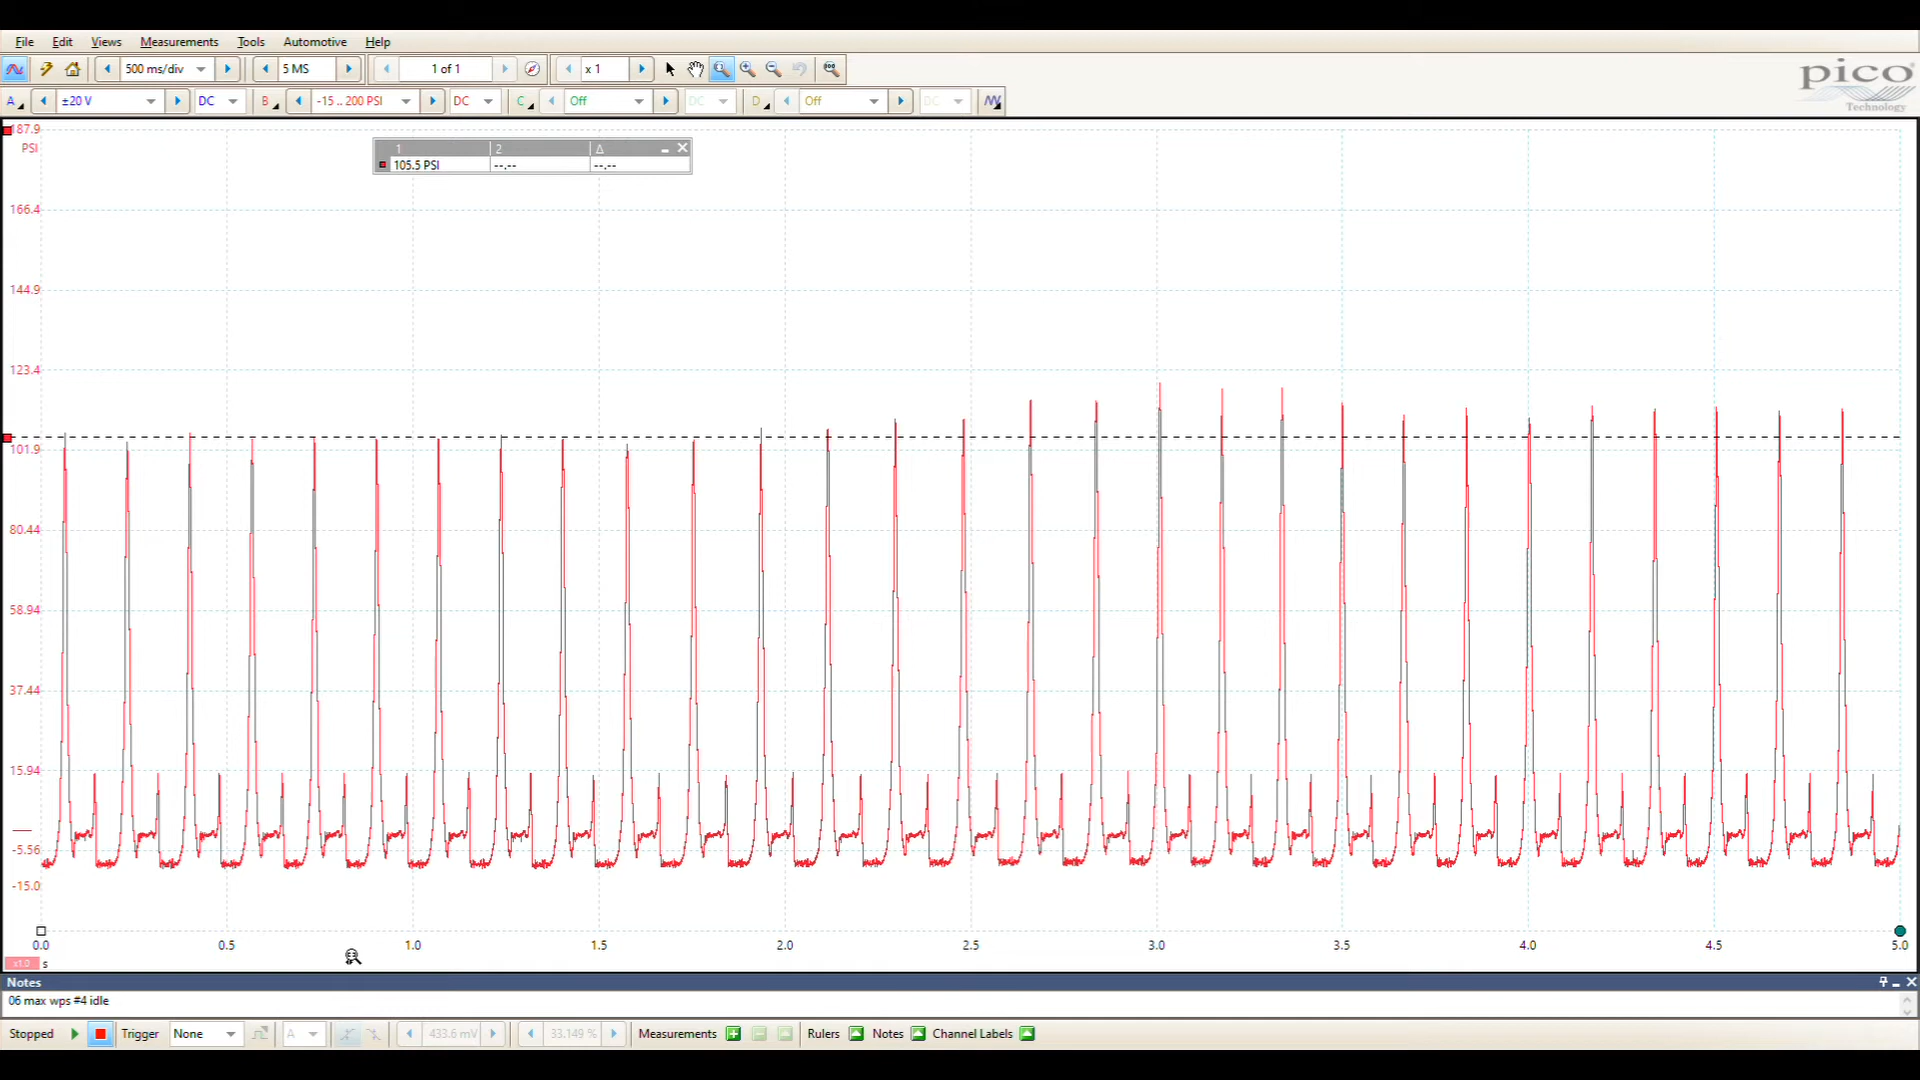 File Edit Views Measurements Tools Automotive Help
500 ms/div 5 MS 1 of 1 x 1
pico
Technology
A ±20 V DC B -15 .. 200 PSI DC C Off DC D Off DC
187.9
PSI
1 2 Δ
105.5 PSI --.-- --.--
166.4
144.9
123.4
101.9
80.44
58.94
37.44
15.94
-5.56
-15.0
0.0 0.5 1.0 1.5 2.0 2.5 3.0 3.5 4.0 4.5 5.0
x1.0 s
Notes
06 max wps #4 idle
Stopped Trigger None A 433.6 mV 33.149 % Measurements Rulers Notes Channel Labels